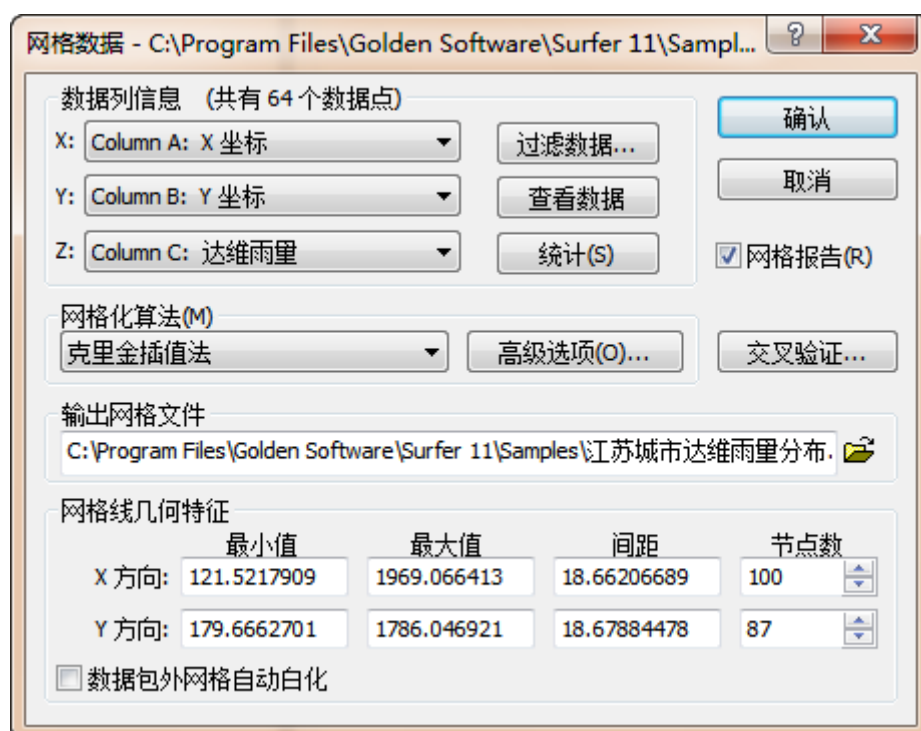 网格数据 - C:\Program Files\Golden Software\Surfer 11\Sampl...
数据列信息 (共有 64 个数据点)
确认
X: Column A: X 坐标 过滤数据...
取消
Y: Column B: Y 坐标 查看数据
Z: Column C: 达维雨量 统计(S) 网格报告(R)
网格化算法(M)
克里金插值法 高级选项(O)... 交叉验证...
输出网格文件
C:\Program Files\Golden Software\Surfer 11\Samples\江苏城市达维雨量分布.
网格线几何特征
最小值 最大值 间距 节点数
X 方向: 121.5217909 1969.066413 18.66206689 100
Y 方向: 179.6662701 1786.046921 18.67884478 87
数据包外网格自动白化